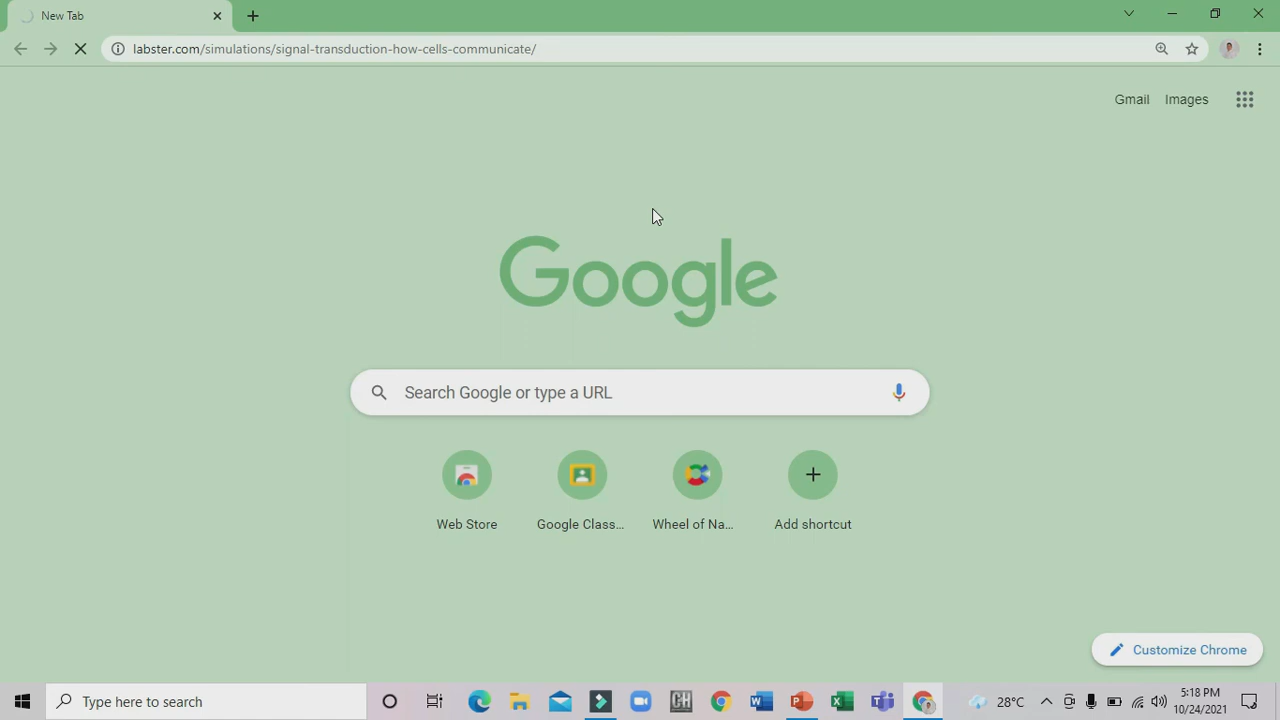 New Tab
labster.com/simulations/signal-transduction-how-cells-communicate/
Gmail Images
Google
Search Google or type a URL
Web Store Google Class... Wheel of Na... Add shortcut
Customize Chrome
Type here to search
CH
28°C
5:18 PM
10/24/2021